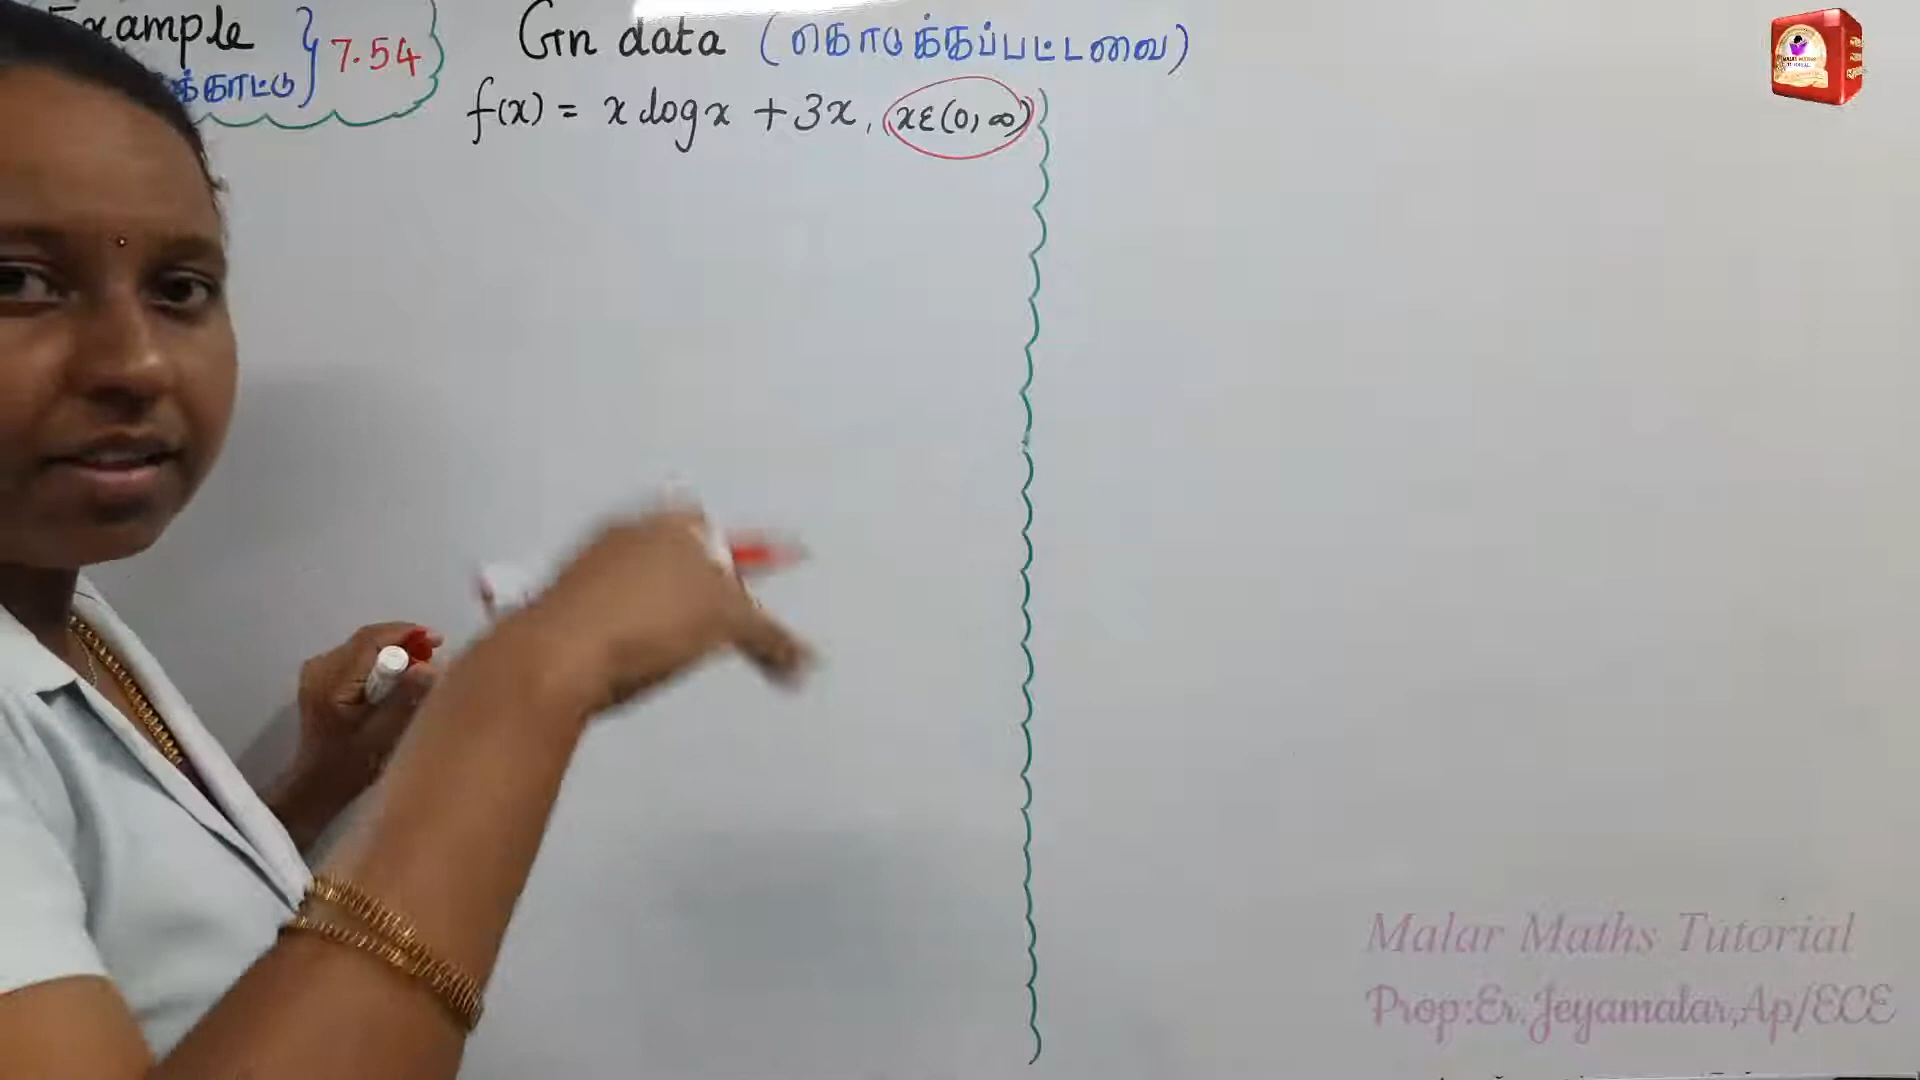 Example } 7.54
Gn data (கொடுக்கப்பட்டவை)
f(x) = x log x + 3x, x ε (0, ∞)
Malar Maths Tutorial
Prop:Er.Jeyamalar,Ap/ECE